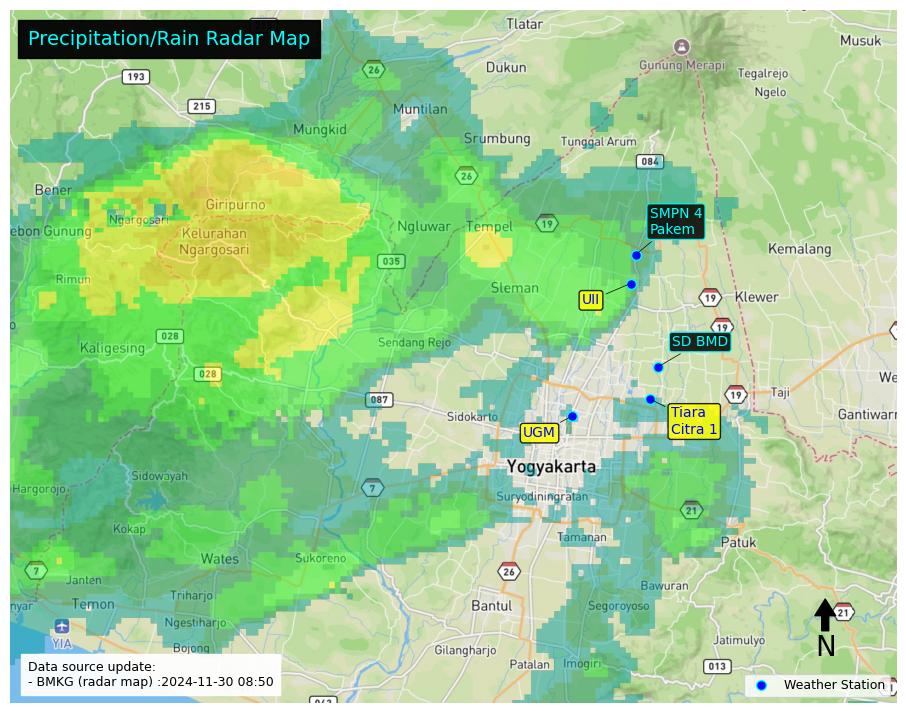 Precipitation/Rain Radar Map
Tlatar
Musuk
Dukun
Gunung Merapi
Tegalrejo
Ngelo
193
26
215
Muntilan
Mungkid
Srumbung
Tunggal Arum
084
26
Bener
Giripurno
Ngargosari
SMPN 4
Pakem
Ngluwar
Tempel
19
ebon Gunung
Kelurahan
Ngargosari
Kemalang
035
Rimun
Sleman
UII
19
Klewer
19
028
Sendang Rejo
SD BMD
Kaligesing
028
19
Taji
087
We
Tiara
Citra 1
Gantiwarn
Sidokarto
UGM
Yogyakarta
Sidowayah
Hargorojo
7
Suryodiningratan
21
Kokap
Tamanan
Patuk
Wates
Sukoreno
7
26
Janten
Bawuran
Triharjo
nyar
Temon
Bantul
Segoroyoso
21
Ngestiharjo
YIA
Jatimulyo
Bojong
Gilangharjo
N
Patalan
Imogiri
013
Data source update:
- BMKG (radar map) :2024-11-30 08:50
Weather Station